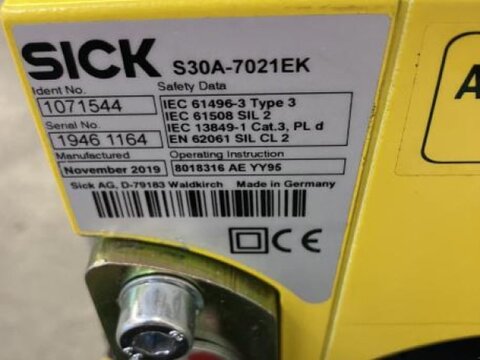 SICK S30A-7021EK
Ident No. Safety Data
1071544 IEC 61496-3 Type 3
IEC 61508 SIL 2
Serial No. IEC 13849-1 Cat.3, PL d
1946 1164 EN 62061 SIL CL 2
Manufactured Operating Instruction
November 2019 8018316 AE YY95
Sick AG, D-79183 Waldkirch Made in Germany
CE
A